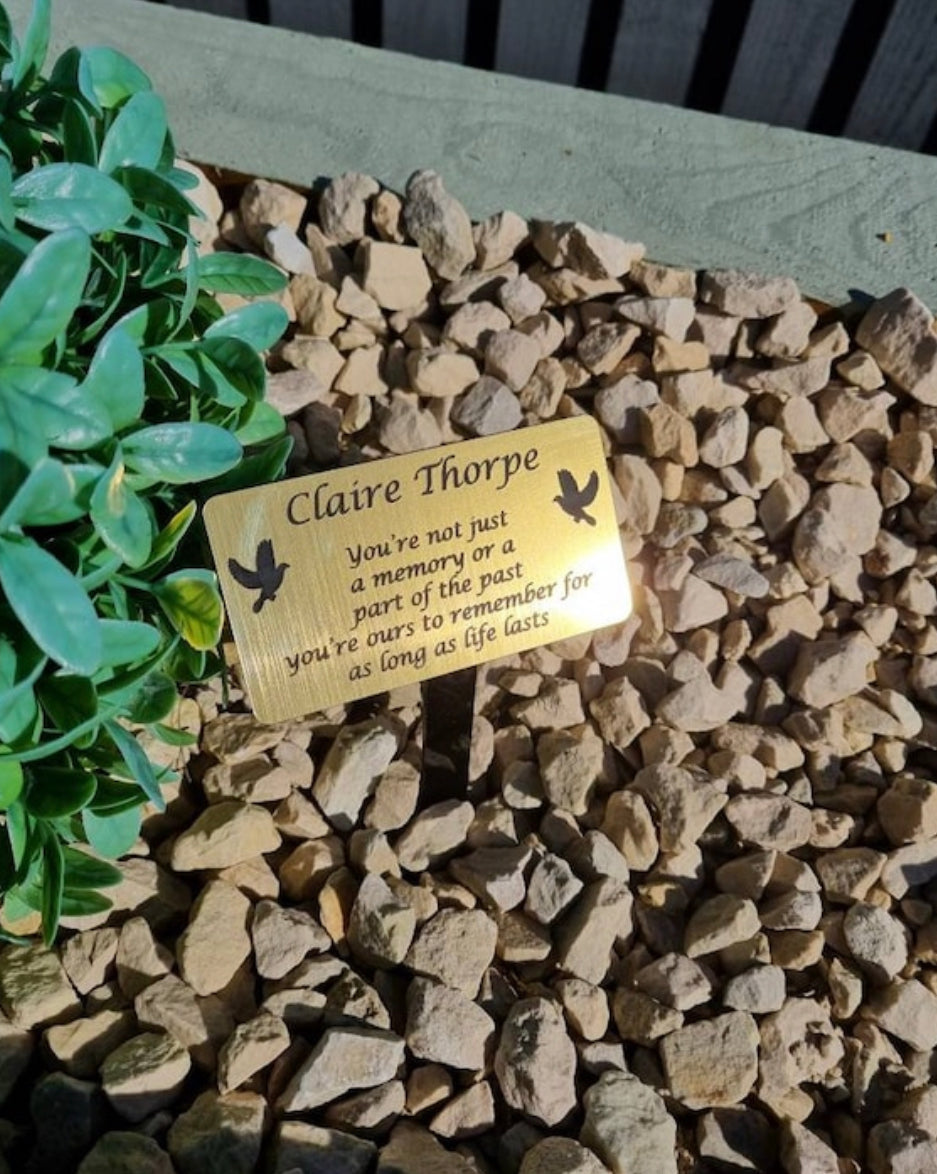 Claire Thorpe
You're not just
a memory or a
part of the past
you're ours to remember for
as long as life lasts